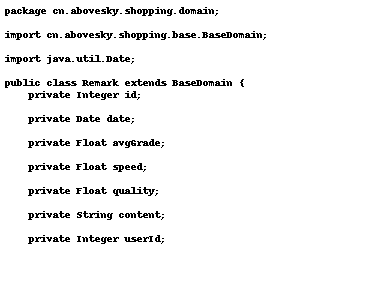 package cn.abovesky.shopping.domain;
import cn.abovesky.shopping.base.BaseDomain;
import java.util.Date;
public class Remark extends BaseDomain {
private Integer id;
private Date date;
private Float avgGrade;
private Float speed;
private Float quality;
private String content;
private Integer userId;